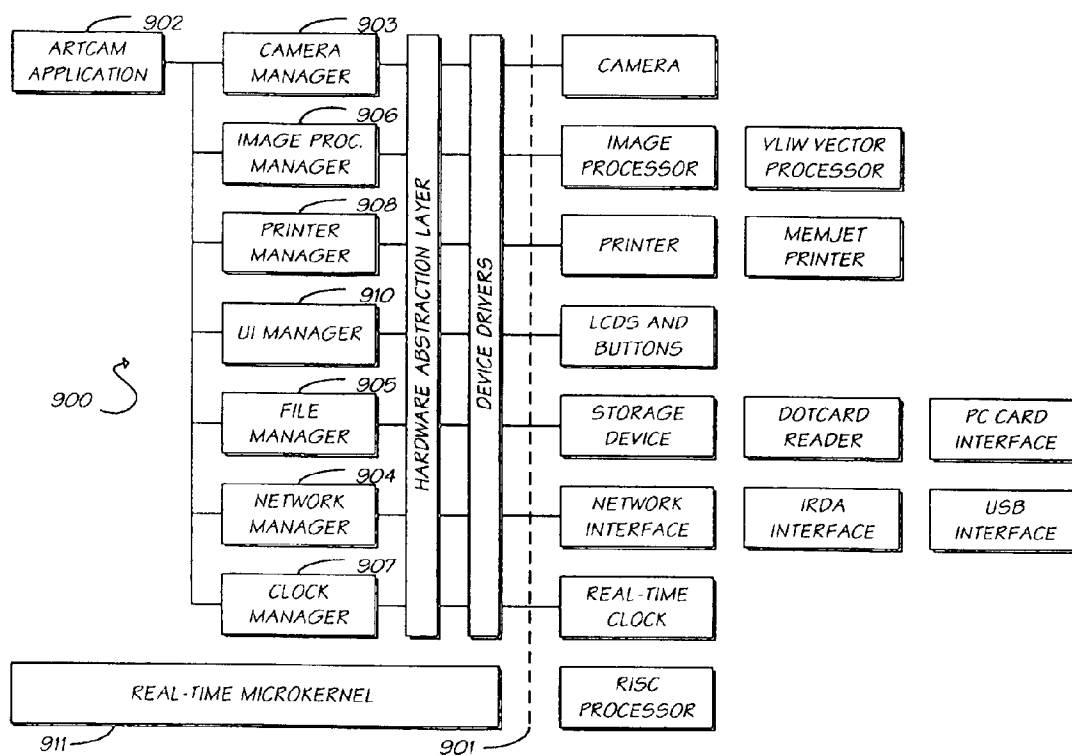 902
ARTCAM
APPLICATION
903
CAMERA
MANAGER
CAMERA
906
IMAGE PROC.
MANAGER
IMAGE
PROCESSOR
VLIW VECTOR
PROCESSOR
908
PRINTER
MANAGER
PRINTER
MEMJET
PRINTER
910
UI MANAGER
LCDS AND
BUTTONS
HARDWARE ABSTRACTION LAYER
DEVICE DRIVERS
900
905
FILE
MANAGER
STORAGE
DEVICE
DOTCARD
READER
PC CARD
INTERFACE
904
NETWORK
MANAGER
NETWORK
INTERFACE
IRDA
INTERFACE
USB
INTERFACE
907
CLOCK
MANAGER
REAL-TIME
CLOCK
REAL-TIME MICROKERNEL
RISC
PROCESSOR
911
901